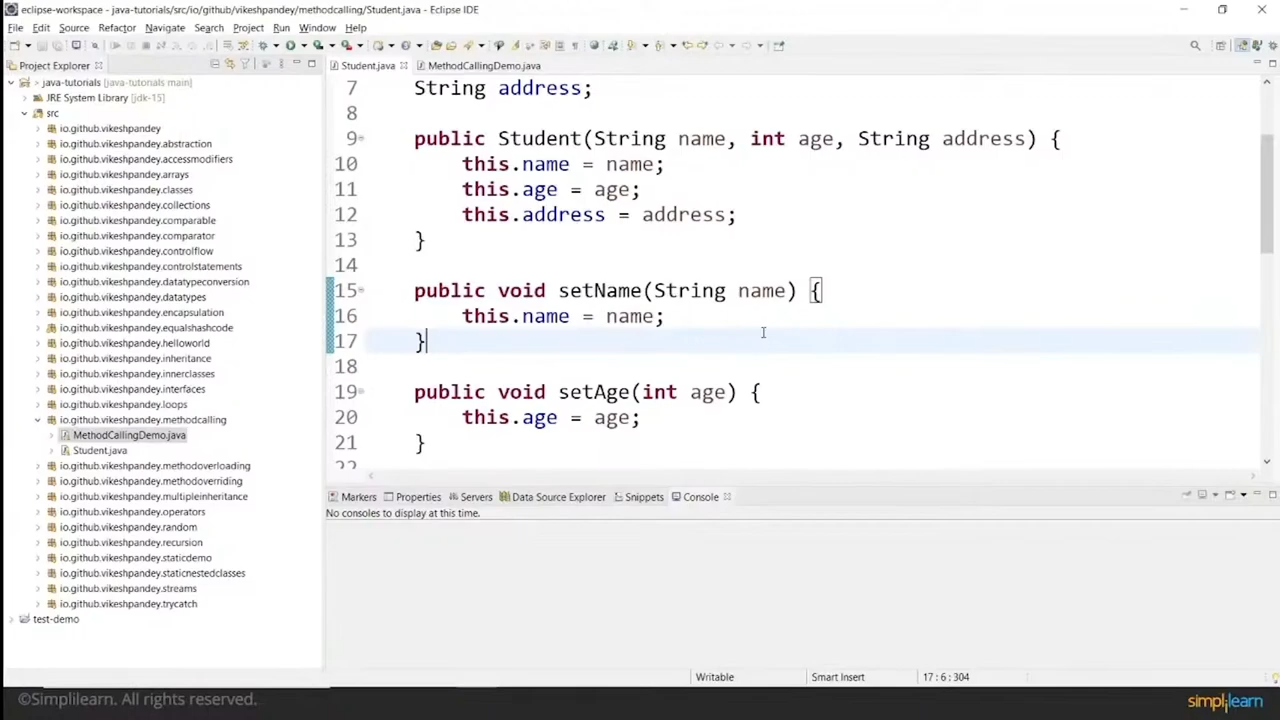 eclipse-workspace - java-tutorials/src/io/github/vikeshpandey/methodcalling/Student.java - Eclipse IDE
File Edit Source Refactor Navigate Search Project Run Window Help
Project Explorer
java-tutorials [java-tutorials main]
JRE System Library [jdk-15]
src
io.github.vikeshpandey
io.github.vikeshpandey.abstraction
io.github.vikeshpandey.accessmodifiers
io.github.vikeshpandey.arrays
io.github.vikeshpandey.classes
io.github.vikeshpandey.collections
io.github.vikeshpandey.comparable
io.github.vikeshpandey.comparator
io.github.vikeshpandey.controlflow
io.github.vikeshpandey.controlstatements
io.github.vikeshpandey.datatypeconversion
io.github.vikeshpandey.datatypes
io.github.vikeshpandey.encapsulation
io.github.vikeshpandey.equalshashcode
io.github.vikeshpandey.helloworld
io.github.vikeshpandey.inheritance
io.github.vikeshpandey.innerclasses
io.github.vikeshpandey.interfaces
io.github.vikeshpandey.loops
io.github.vikeshpandey.methodcalling
MethodCallingDemo.java
Student.java
io.github.vikeshpandey.methodoverloading
io.github.vikeshpandey.methodoverriding
io.github.vikeshpandey.multipleinheritance
io.github.vikeshpandey.operators
io.github.vikeshpandey.random
io.github.vikeshpandey.recursion
io.github.vikeshpandey.staticdemo
io.github.vikeshpandey.staticnestedclasses
io.github.vikeshpandey.streams
io.github.vikeshpandey.trycatch
test-demo
Student.java MethodCallingDemo.java
7 String address;
8
9 public Student(String name, int age, String address) {
10 this.name = name;
11 this.age = age;
12 this.address = address;
13 }
14
15 public void setName(String name) {
16 this.name = name;
17 }
18
19 public void setAge(int age) {
20 this.age = age;
21 }
22
Markers Properties Servers Data Source Explorer Snippets Console
No consoles to display at this time.
Writable Smart Insert 17 : 6 : 304
©Simplilearn. All rights reserved.
simplilearn